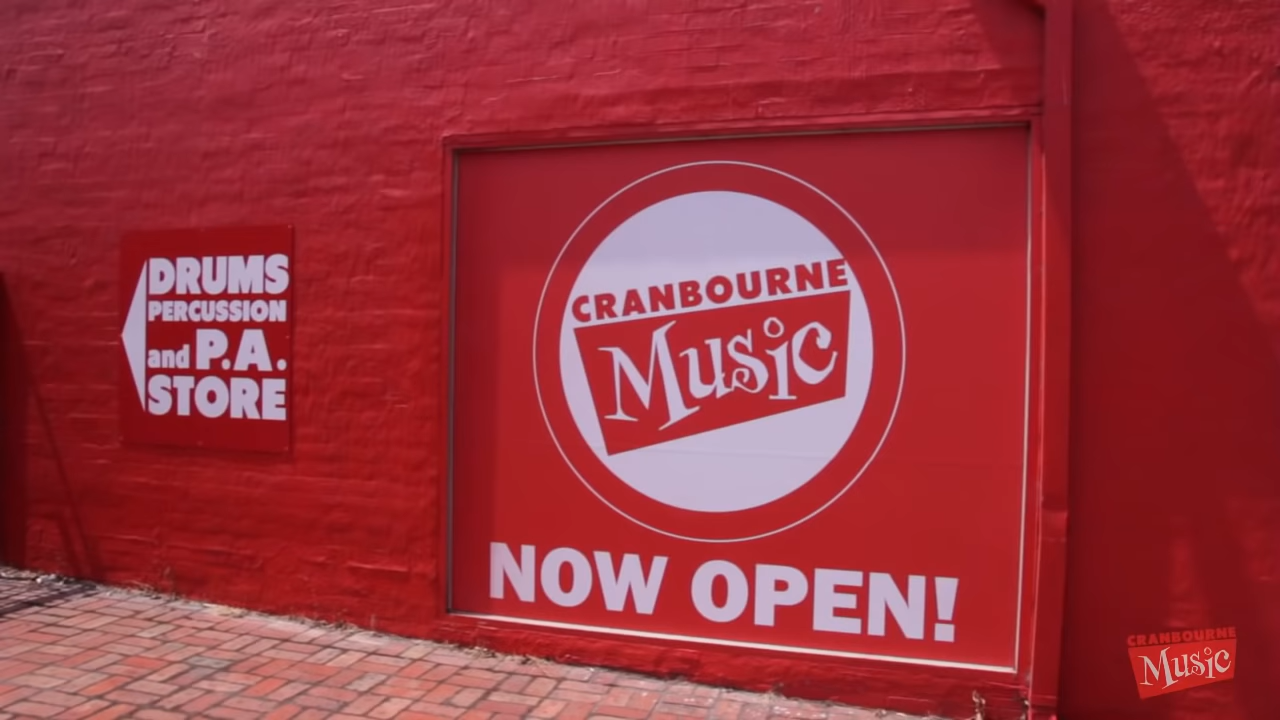 DRUMS
PERCUSSION
and P.A.
STORE
CRANBOURNE
Music
NOW OPEN!
CRANBOURNE
Music